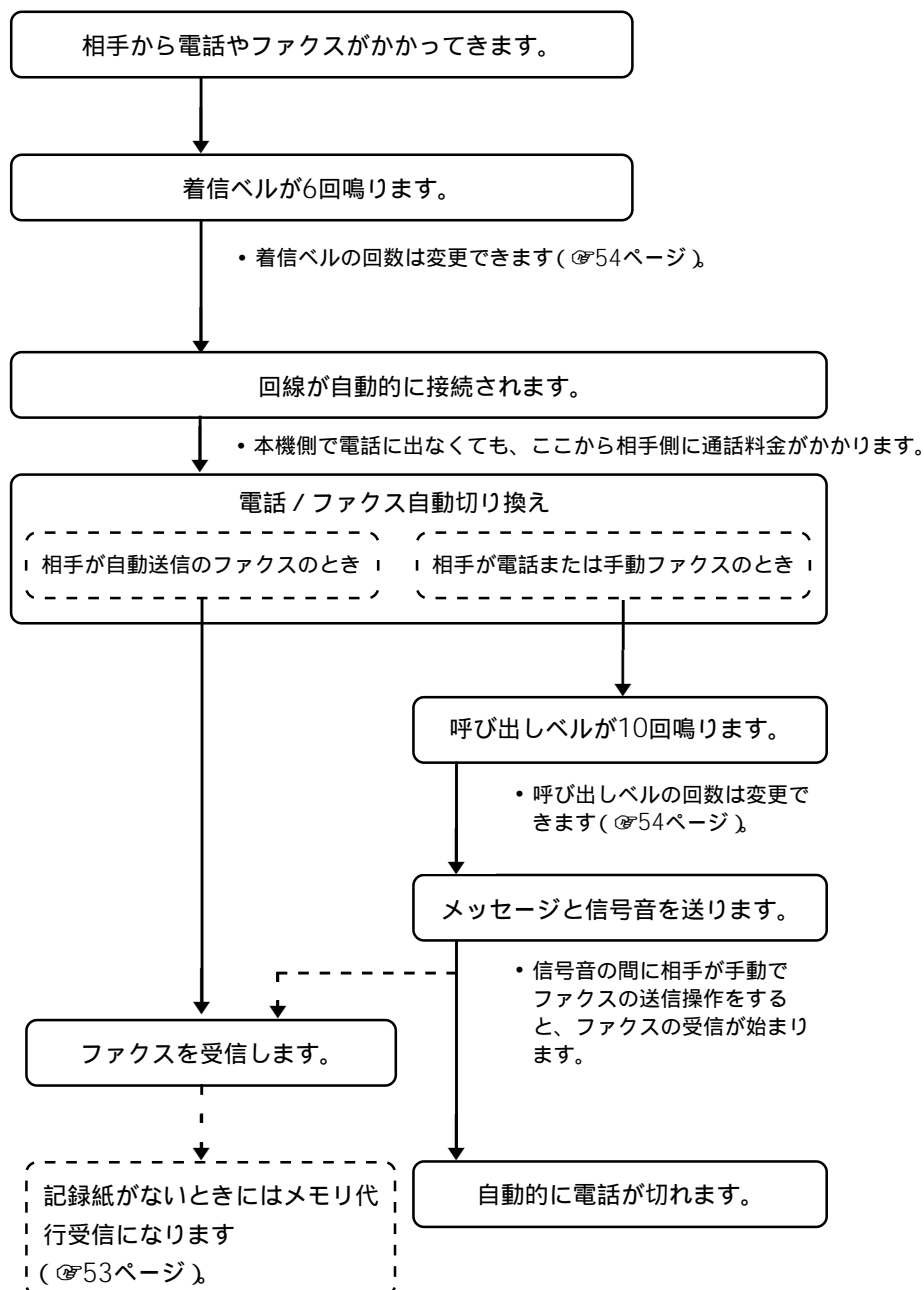 相手から電話やファクスがかかってきます。
着信ベルが6回鳴ります。
• 着信ベルの回数は変更できます(☞54ページ)。
回線が自動的に接続されます。
• 本機側で電話に出なくても、ここから相手側に通話料金がかかります。
電話 / ファクス自動切り換え
相手が自動送信のファクスのとき
相手が電話または手動ファクスのとき
呼び出しベルが10回鳴ります。
• 呼び出しベルの回数は変更で
きます(☞54ページ)。
メッセージと信号音を送ります。
• 信号音の間に相手が手動で
ファクスの送信操作をする
と、ファクスの受信が始まり
ます。
ファクスを受信します。
記録紙がないときにはメモリ代
行受信になります
(☞53ページ)。
自動的に電話が切れます。